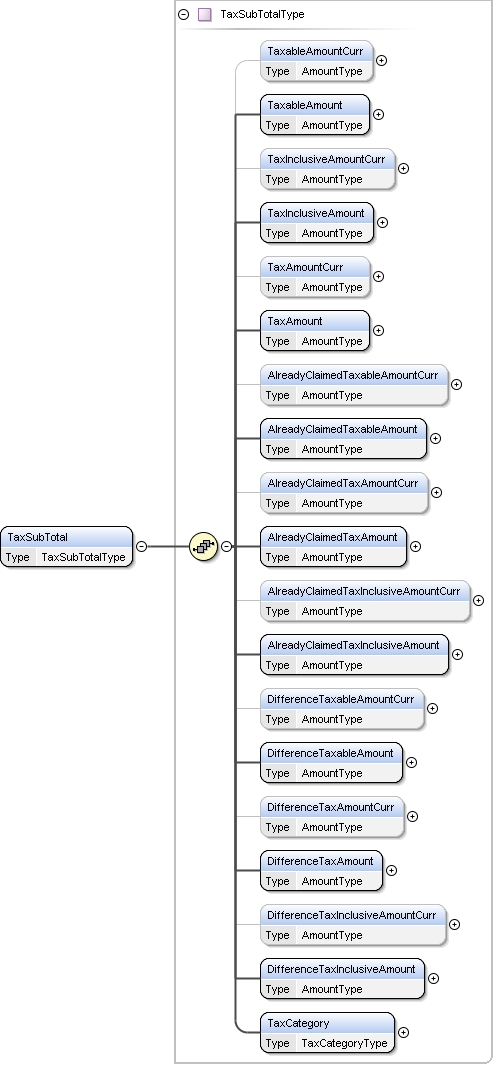 TaxSubTotalType
TaxableAmountCurr
Type AmountType
TaxableAmount
Type AmountType
TaxInclusiveAmountCurr
Type AmountType
TaxInclusiveAmount
Type AmountType
TaxAmountCurr
Type AmountType
TaxAmount
Type AmountType
AlreadyClaimedTaxableAmountCurr
Type AmountType
AlreadyClaimedTaxableAmount
Type AmountType
AlreadyClaimedTaxAmountCurr
Type AmountType
TaxSubTotal
Type TaxSubTotalType
AlreadyClaimedTaxAmount
Type AmountType
AlreadyClaimedTaxInclusiveAmountCurr
Type AmountType
AlreadyClaimedTaxInclusiveAmount
Type AmountType
DifferenceTaxableAmountCurr
Type AmountType
DifferenceTaxableAmount
Type AmountType
DifferenceTaxAmountCurr
Type AmountType
DifferenceTaxAmount
Type AmountType
DifferenceTaxInclusiveAmountCurr
Type AmountType
DifferenceTaxInclusiveAmount
Type AmountType
TaxCategory
Type TaxCategoryType